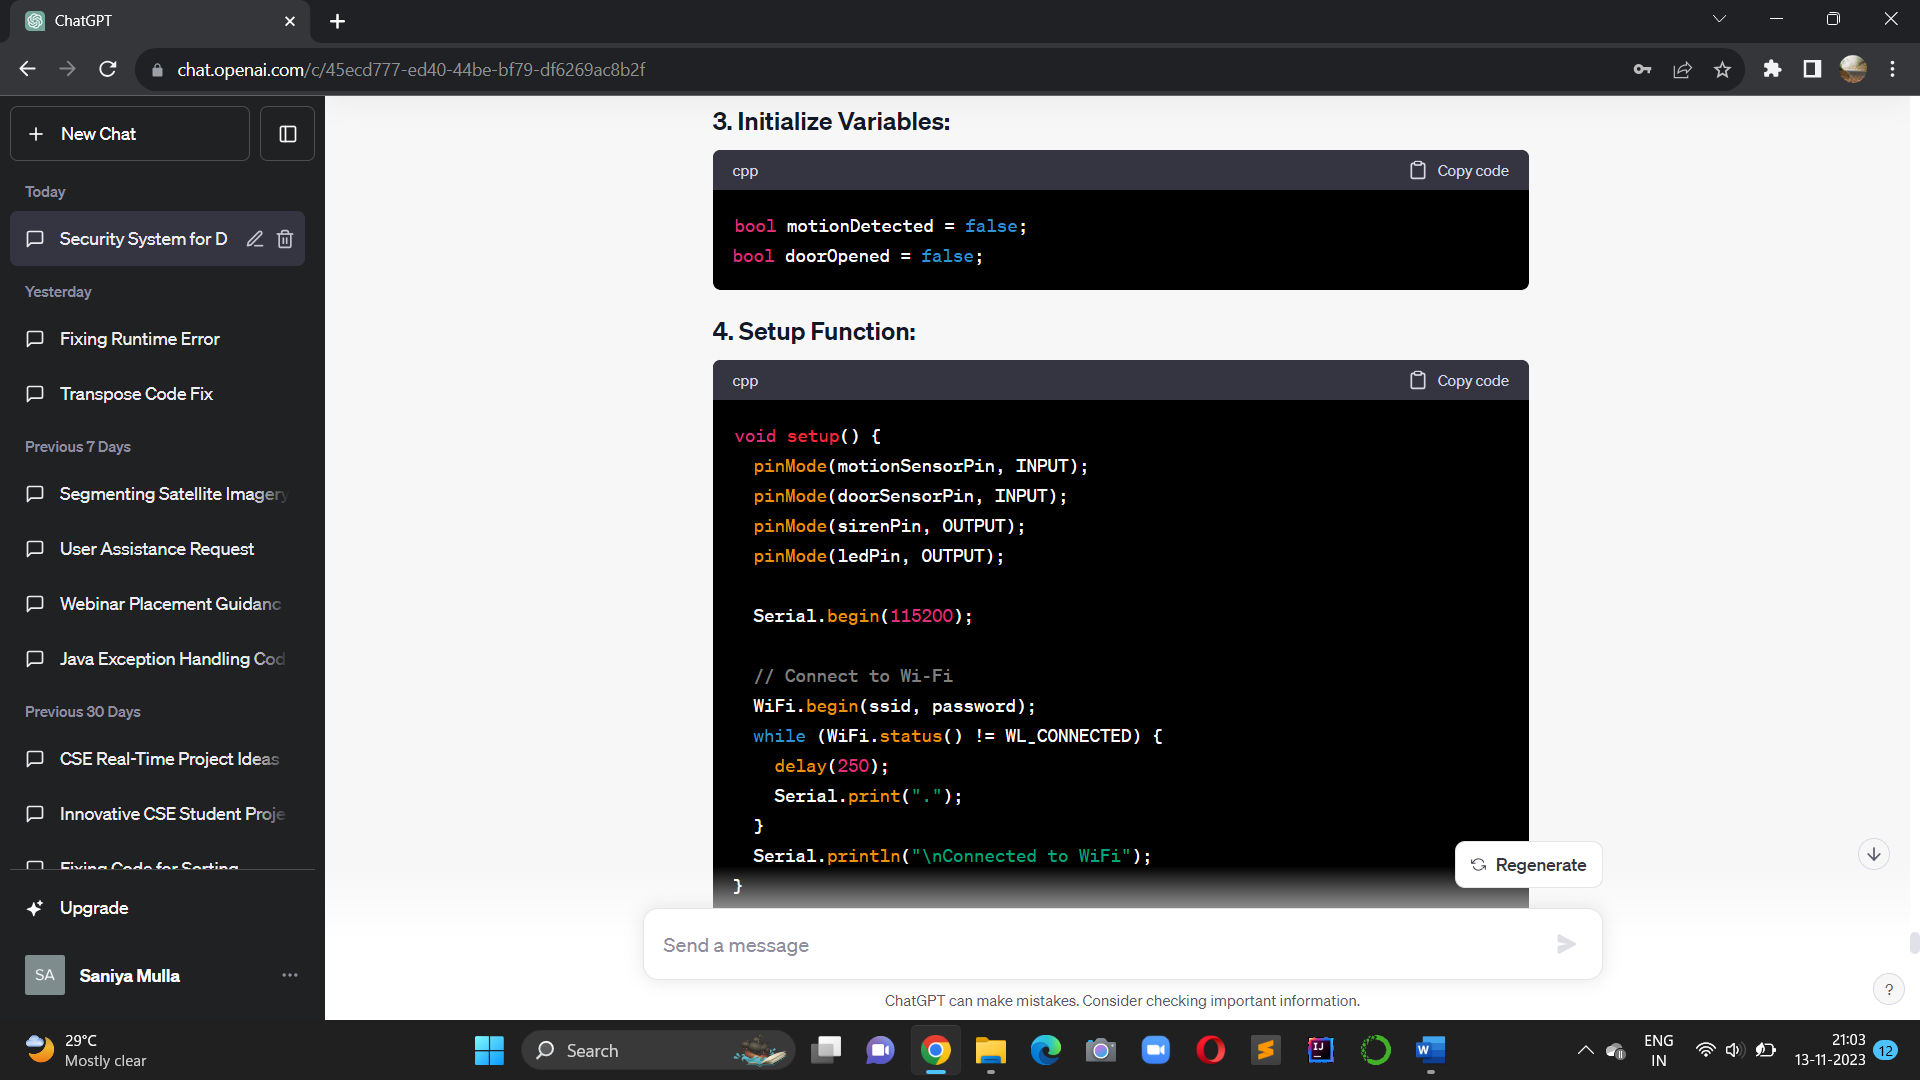 ChatGPT
chat.openai.com/c/45ecd777-ed40-44be-bf79-df6269ac8b2f
New Chat
Today
Security System for D
Yesterday
Fixing Runtime Error
Transpose Code Fix
Previous 7 Days
Segmenting Satellite Imagery
User Assistance Request
Webinar Placement Guidanc
Java Exception Handling Cod
Previous 30 Days
CSE Real-Time Project Ideas
Innovative CSE Student Proje
Fixing Code for Sorting
Upgrade
SA
Saniya Mulla
3. Initialize Variables:
cpp
Copy code
bool motionDetected = false;
bool doorOpened = false;
4. Setup Function:
cpp
Copy code
void setup() {
pinMode(motionSensorPin, INPUT);
pinMode(doorSensorPin, INPUT);
pinMode(sirenPin, OUTPUT);
pinMode(ledPin, OUTPUT);
Serial.begin(115200);
// Connect to Wi-Fi
WiFi.begin(ssid, password);
while (WiFi.status() != WL_CONNECTED) {
delay(250);
Serial.print(".");
}
Serial.println("\nConnected to WiFi");
}
Regenerate
Send a message
ChatGPT can make mistakes. Consider checking important information.
?
29°C
Mostly clear
Search
IJ
W
ENG
IN
21:03
13-11-2023
12